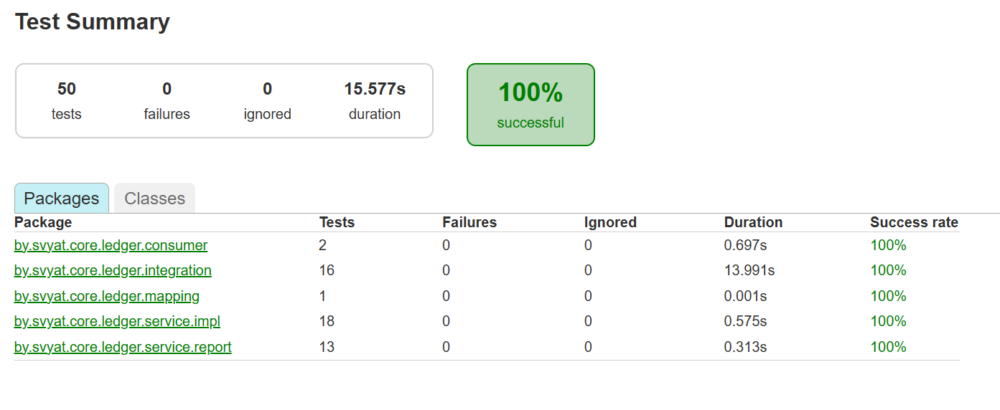 Test Summary
50 0 0 15.577s
tests failures ignored duration
100%
successful
Packages Classes
Package Tests Failures Ignored Duration Success rate
by.svyat.core.ledger.consumer 2 0 0 0.697s 100%
by.svyat.core.ledger.integration 16 0 0 13.991s 100%
by.svyat.core.ledger.mapping 1 0 0 0.001s 100%
by.svyat.core.ledger.service.impl 18 0 0 0.575s 100%
by.svyat.core.ledger.service.report 13 0 0 0.313s 100%